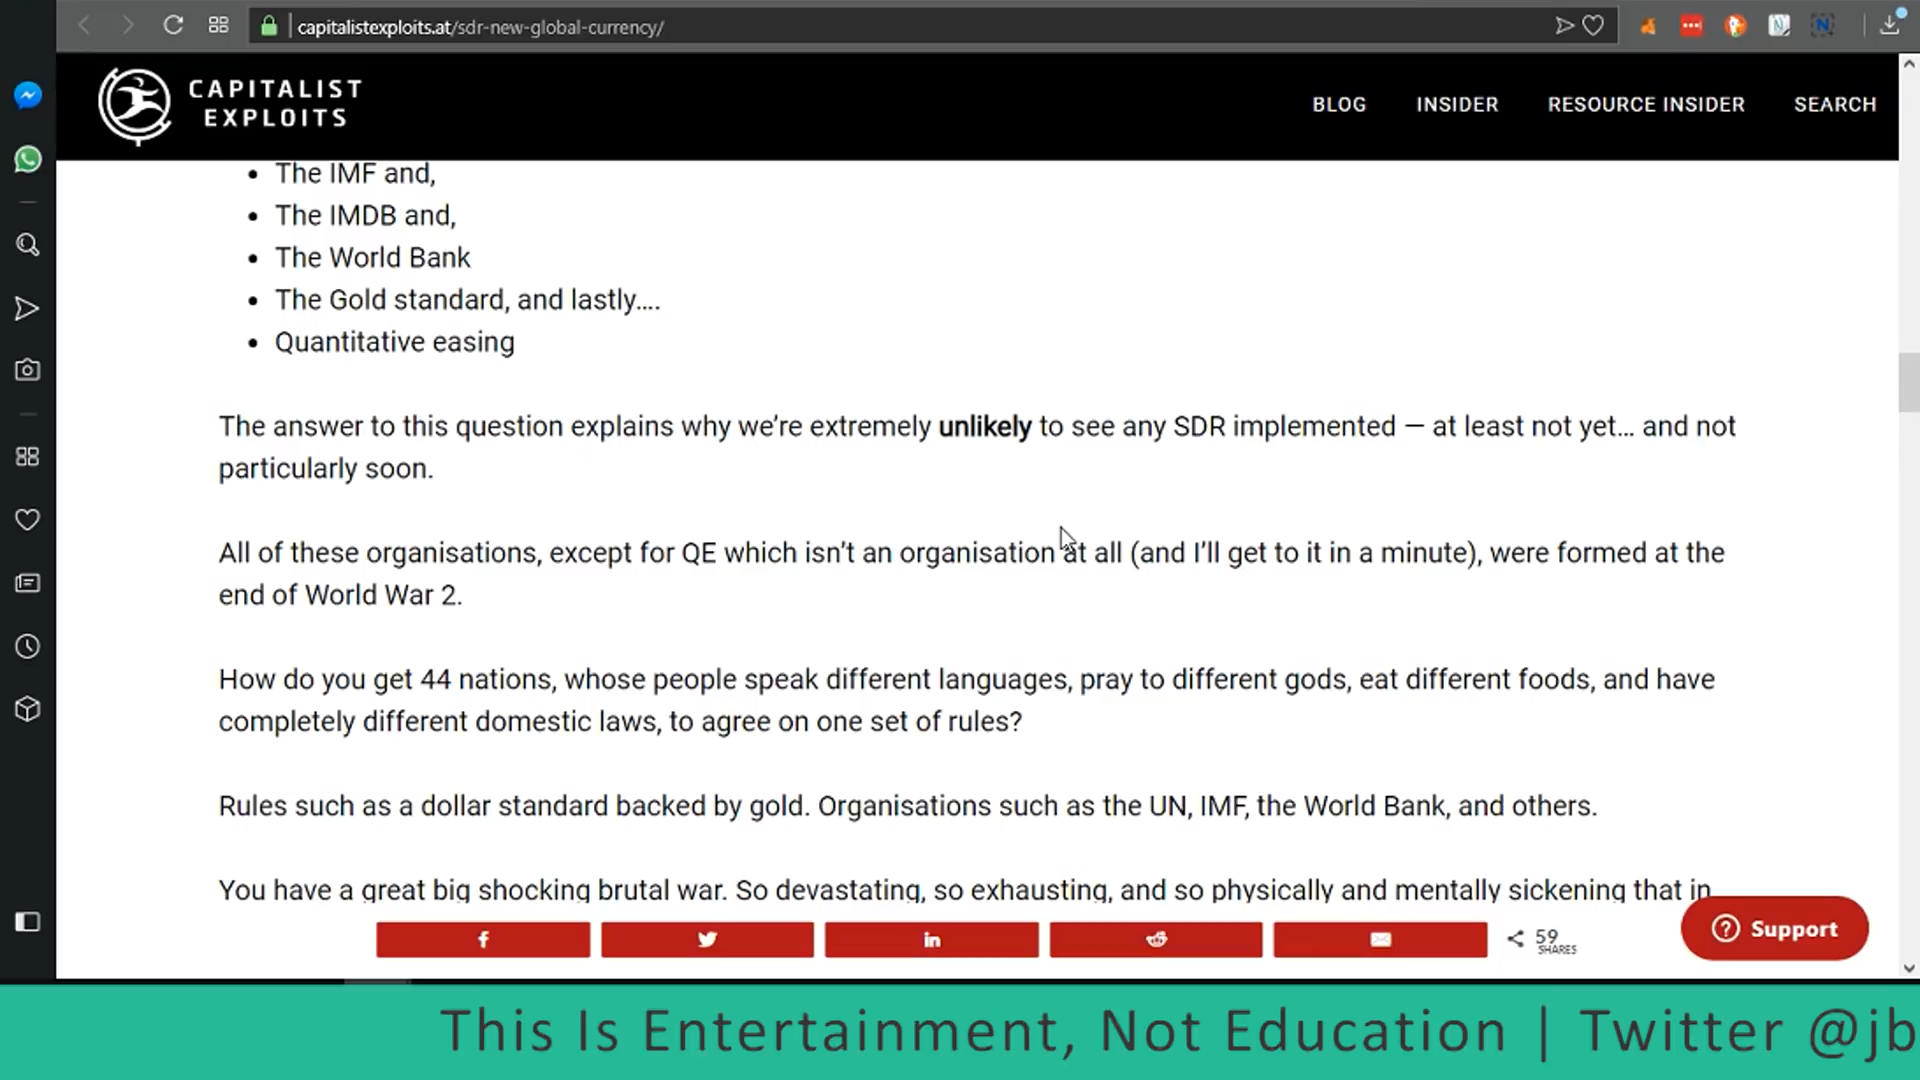 capitalistexploits.at/sdr-new-global-currency/
CAPITALIST
EXPLOITS
BLOG
INSIDER
RESOURCE INSIDER
SEARCH
• The IMF and,
• The IMDB and,
• The World Bank
• The Gold standard, and lastly….
• Quantitative easing
The answer to this question explains why we’re extremely unlikely to see any SDR implemented — at least not yet… and not
particularly soon.
All of these organisations, except for QE which isn’t an organisation at all (and I’ll get to it in a minute), were formed at the
end of World War 2.
How do you get 44 nations, whose people speak different languages, pray to different gods, eat different foods, and have
completely different domestic laws, to agree on one set of rules?
Rules such as a dollar standard backed by gold. Organisations such as the UN, IMF, the World Bank, and others.
You have a great big shocking brutal war. So devastating, so exhausting, and so physically and mentally sickening that in
59
SHARES
Support
This Is Entertainment, Not Education | Twitter @jb